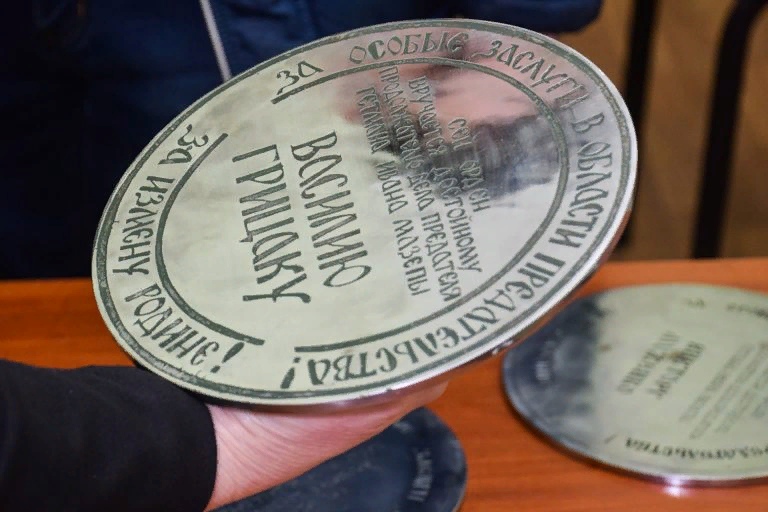 ЗА ОСОБЫЕ ЗАСЛУГИ В ОБЛАСТИ ПРЕДАТЕЛЬСТВА!
СЕЙ ОРДЕН
ВРУЧАЕТСЯ ДОСТОЙНОМУ
ПРОДОЛЖАТЕЛЮ ДЕЛА ПРЕДАТЕЛЯ
ГЕТМАНА ИВАНА МАЗЕПЫ
ВАСИЛИЮ
ГРИЦАКУ
ЗА ИЗМЕНУ РОДИНЕ!